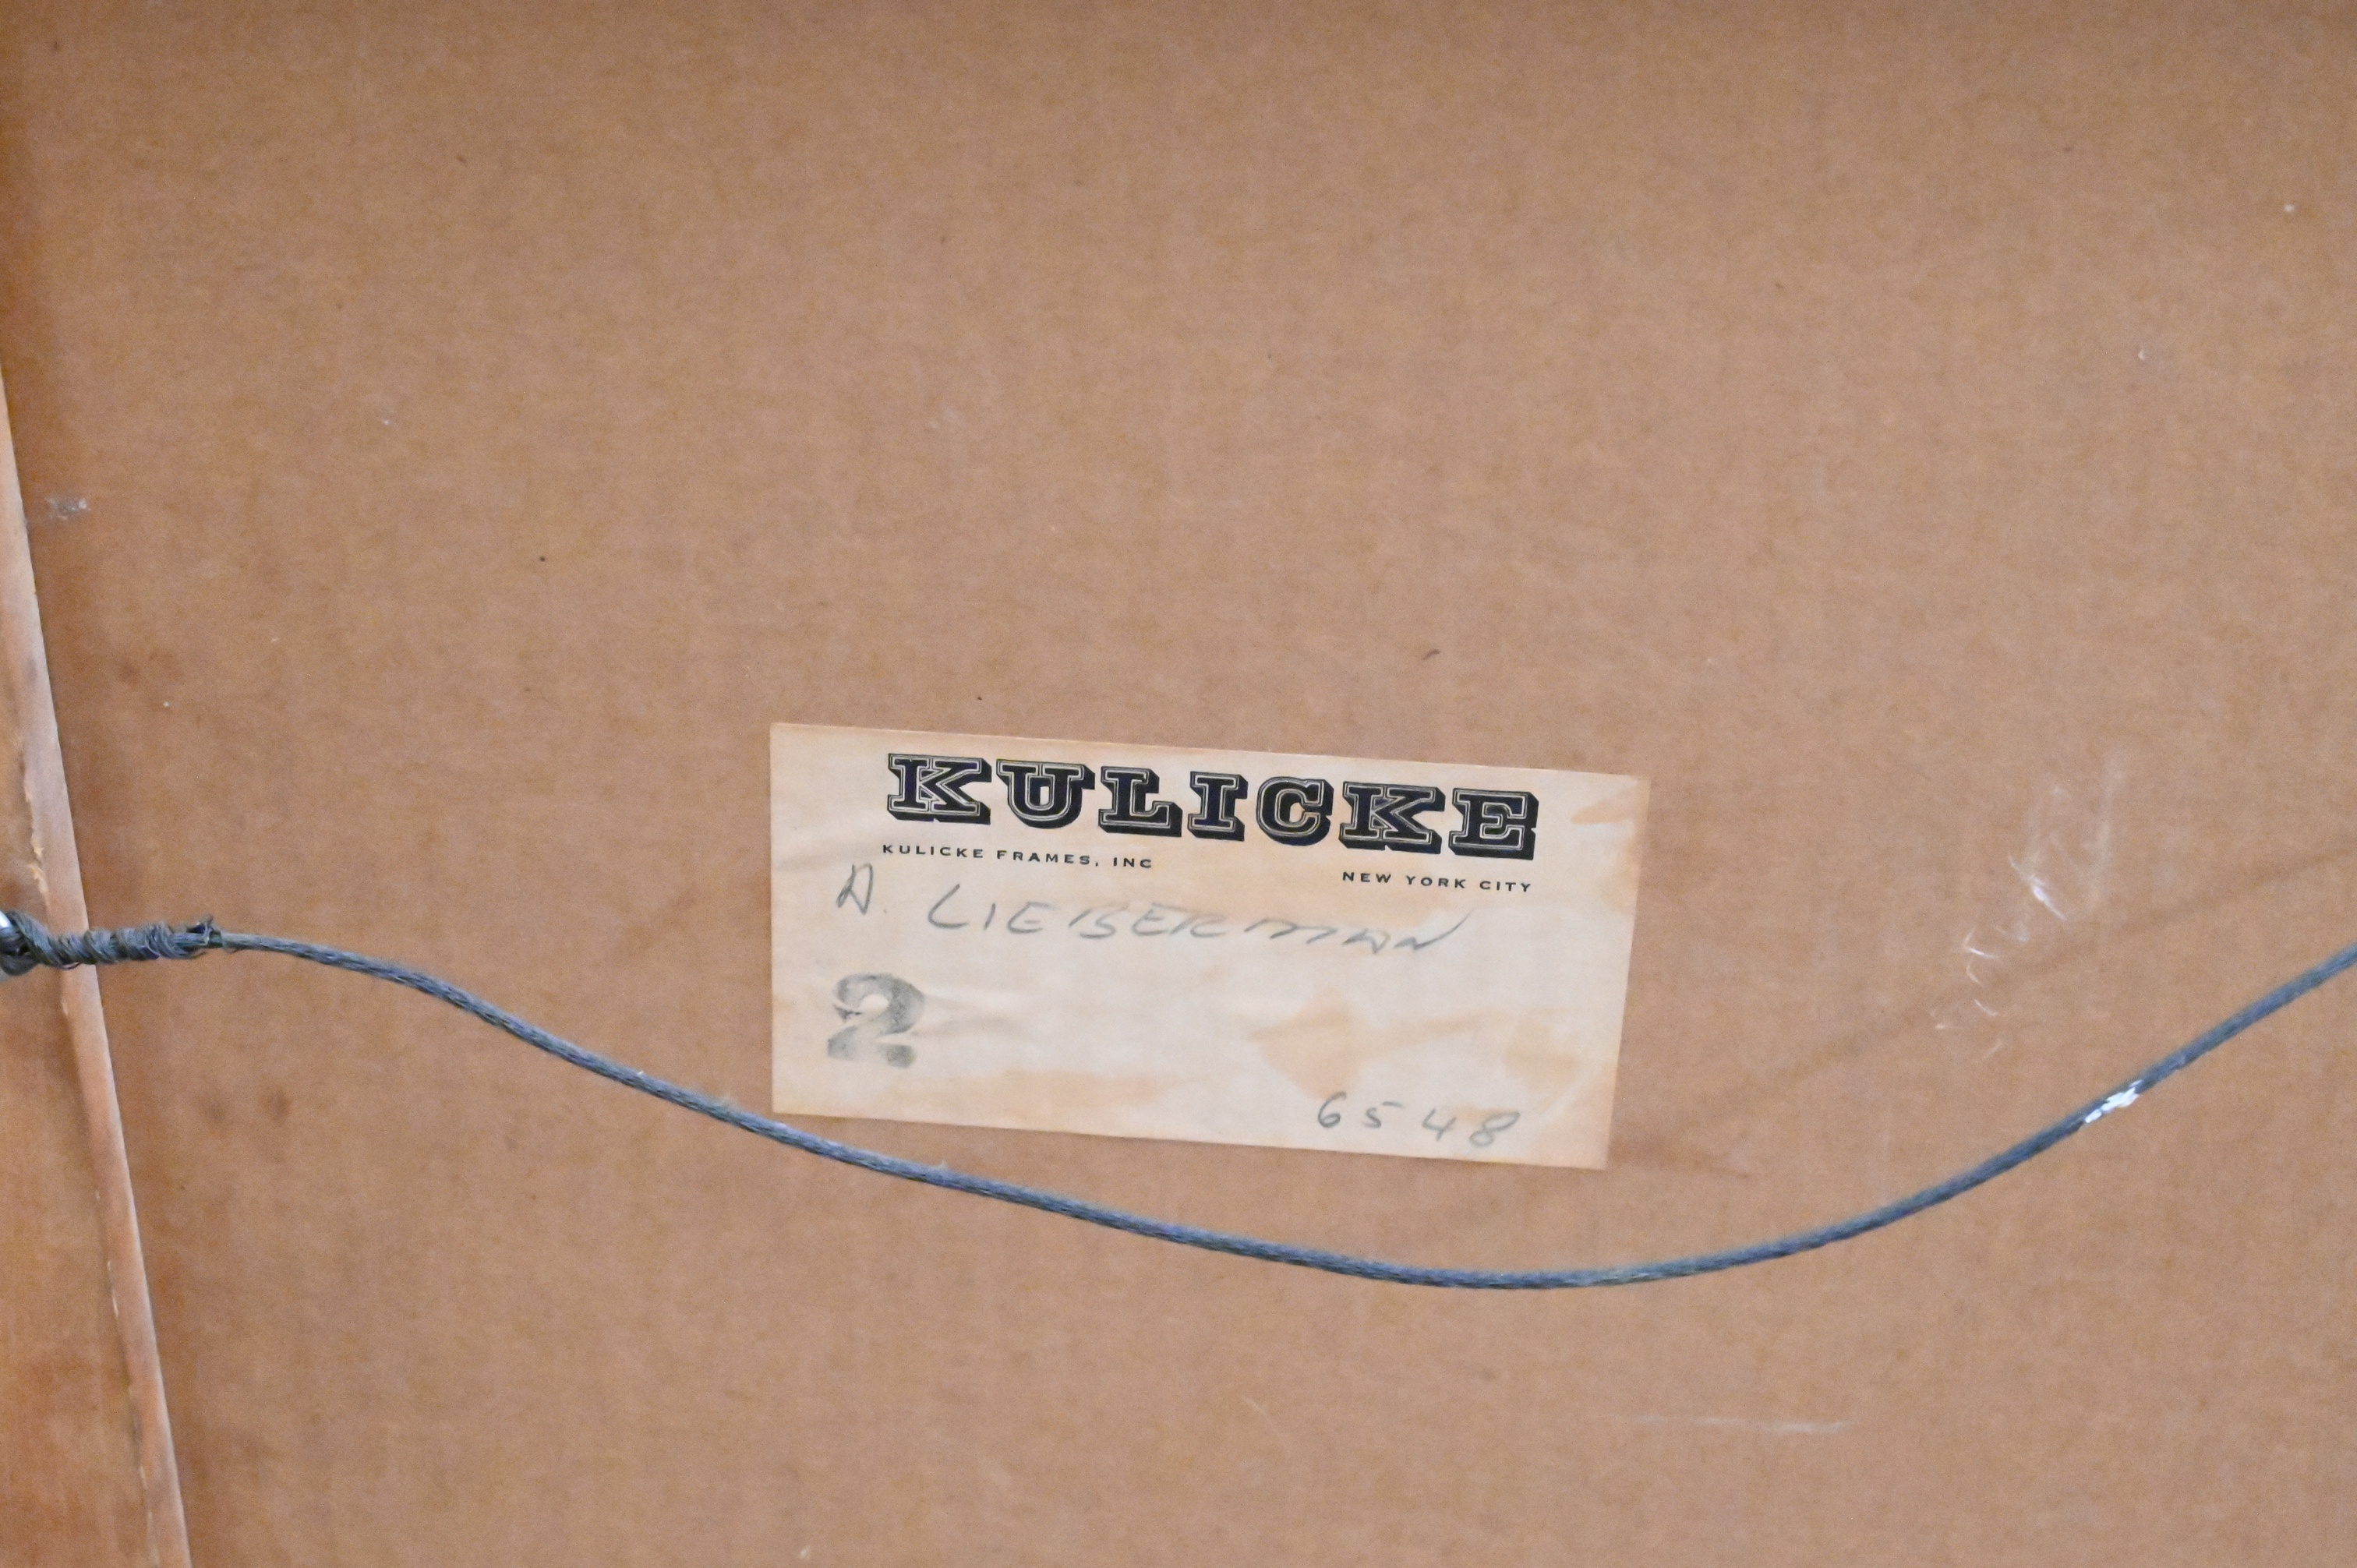 KULICKE
KULICKE FRAMES, INC
NEW YORK CITY
A. LIEBERMAN
2
6548